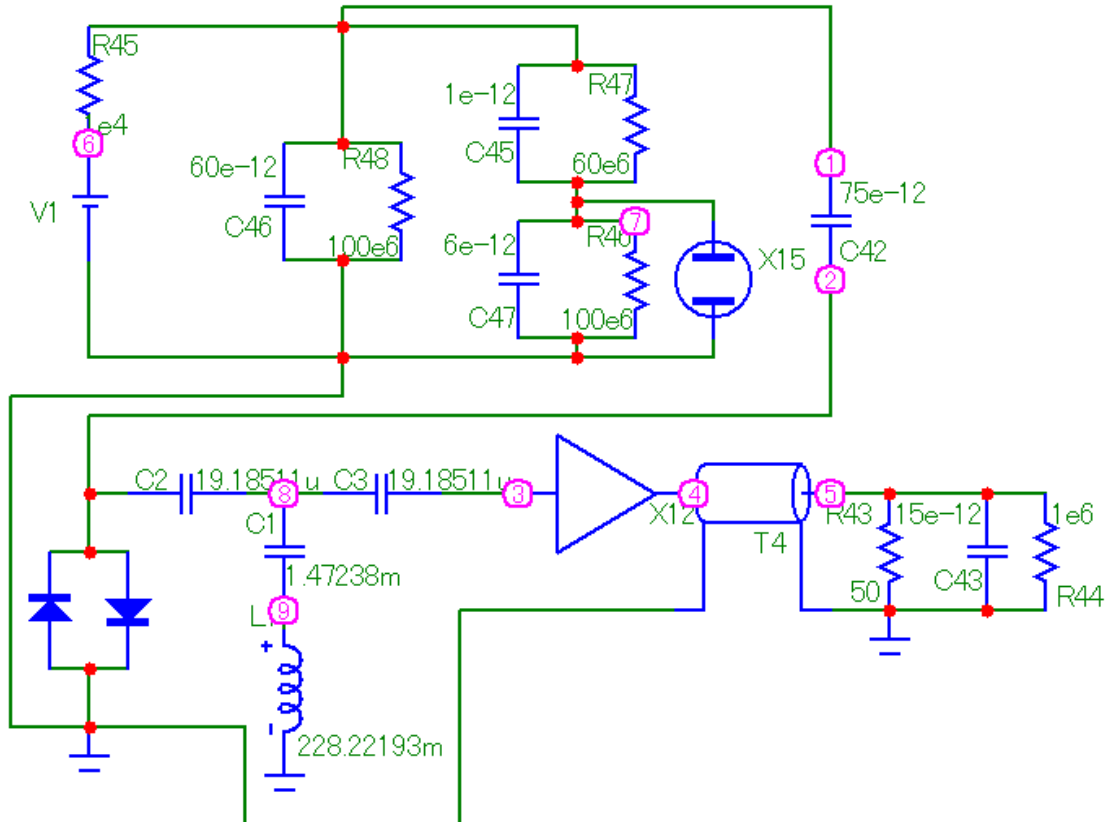 R45
1e4
6
V1
60e-12
R48
C46
100e6
1e-12
R47
C45
60e6
7
6e-12
R46
C47
100e6
X15
1
75e-12
C42
2
C2
19.18511u
8
C3
19.18511u
3
C1
1.47238m
9
L1
+
-
228.22193m
X12
4
T4
5
R43
15e-12
1e6
50
C43
R44